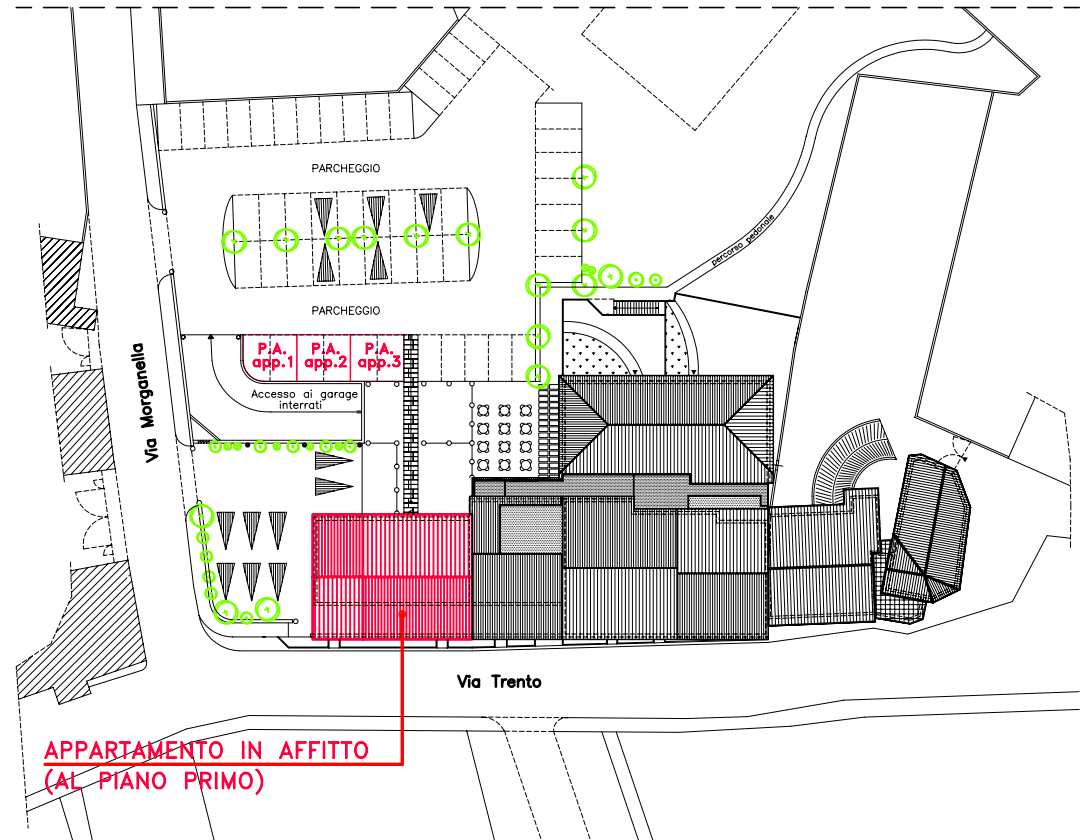 PARCHEGGIO
percorso pedonale
PARCHEGGIO
P.A. P.A. P.A.
app.1 app.2 app.3
Via Morganella
Accesso ai garage
interrati
Via Trento
APPARTAMENTO IN AFFITTO
(AL PIANO PRIMO)